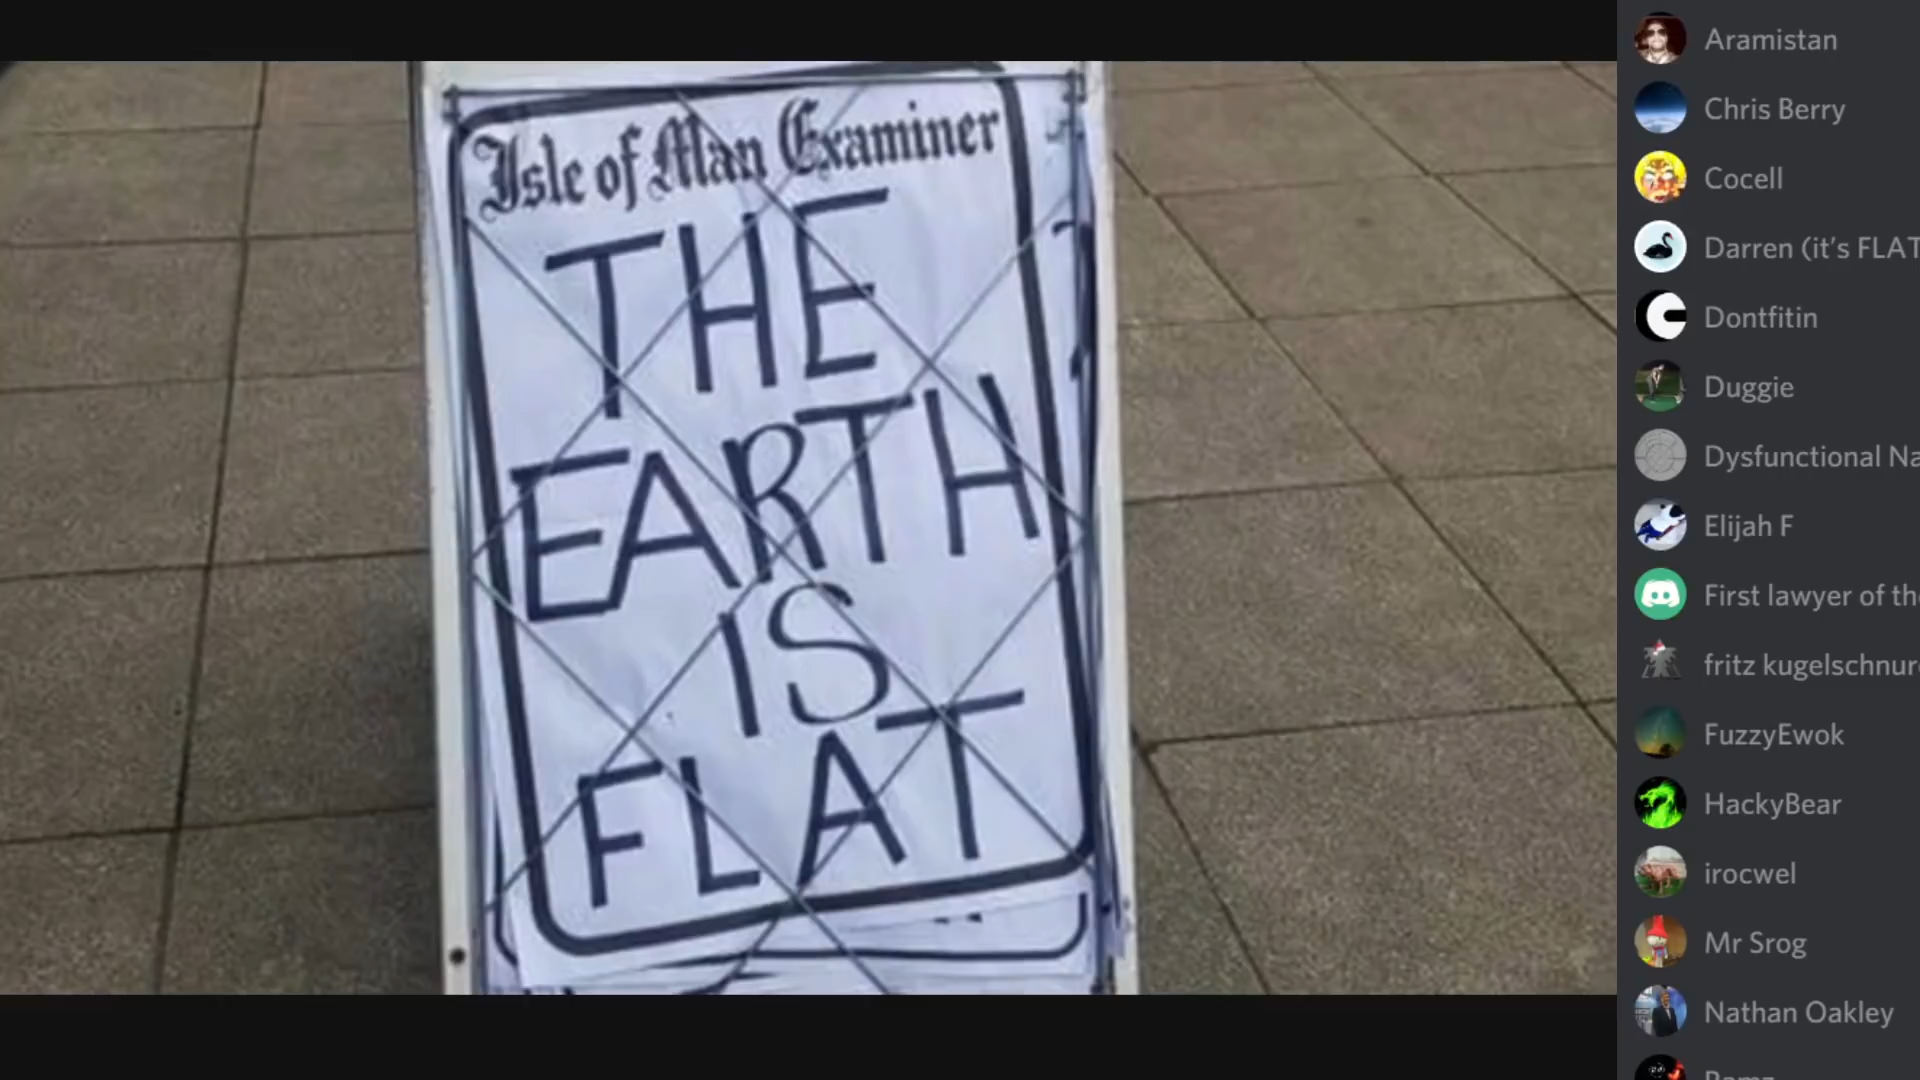 Isle of Man Examiner
THE
EARTH
IS
FLAT
Aramistan
Chris Berry
Cocell
Darren (it's FLAT
Dontfitin
Duggie
Dysfunctional Na
Elijah F
First lawyer of the
fritz kugelschnur
FuzzyEwok
HackyBear
irocwel
Mr Srog
Nathan Oakley